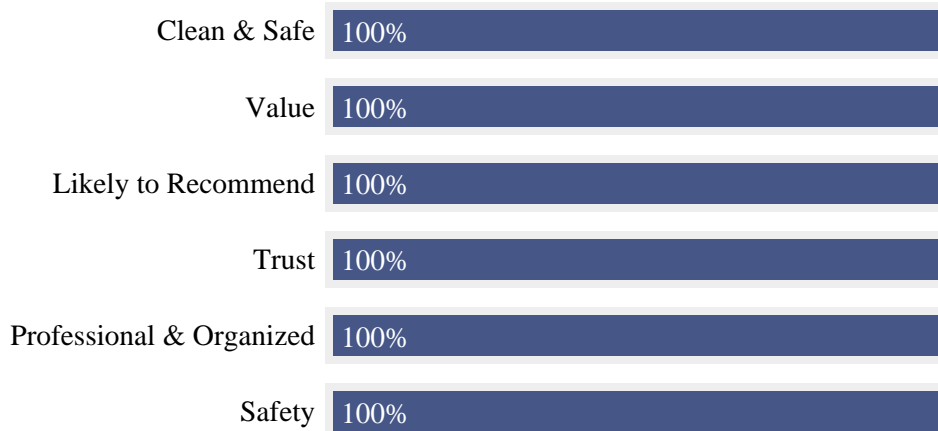 Clean & Safe 100%
Value 100%
Likely to Recommend 100%
Trust 100%
Professional & Organized 100%
Safety 100%